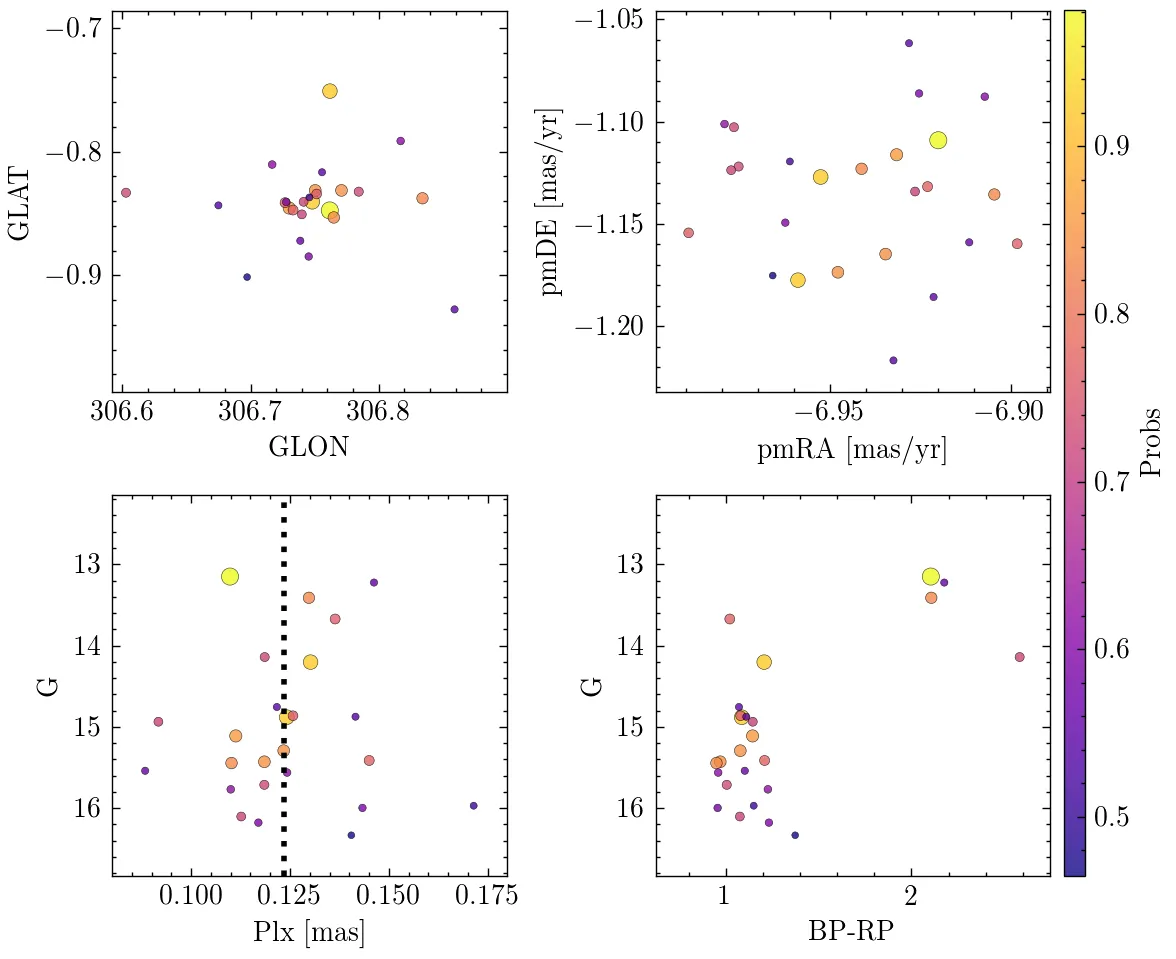 −0.7
−0.8
−0.9
GLAT
306.6 306.7 306.8
GLON
−1.05
−1.10
−1.15
−1.20
pmDE [mas/yr]
−6.95 −6.90
pmRA [mas/yr]
13
14
15
16
G
0.100 0.125 0.150 0.175
Plx [mas]
13
14
15
16
G
1 2
BP-RP
0.9
0.8
0.7
0.6
0.5
Probs